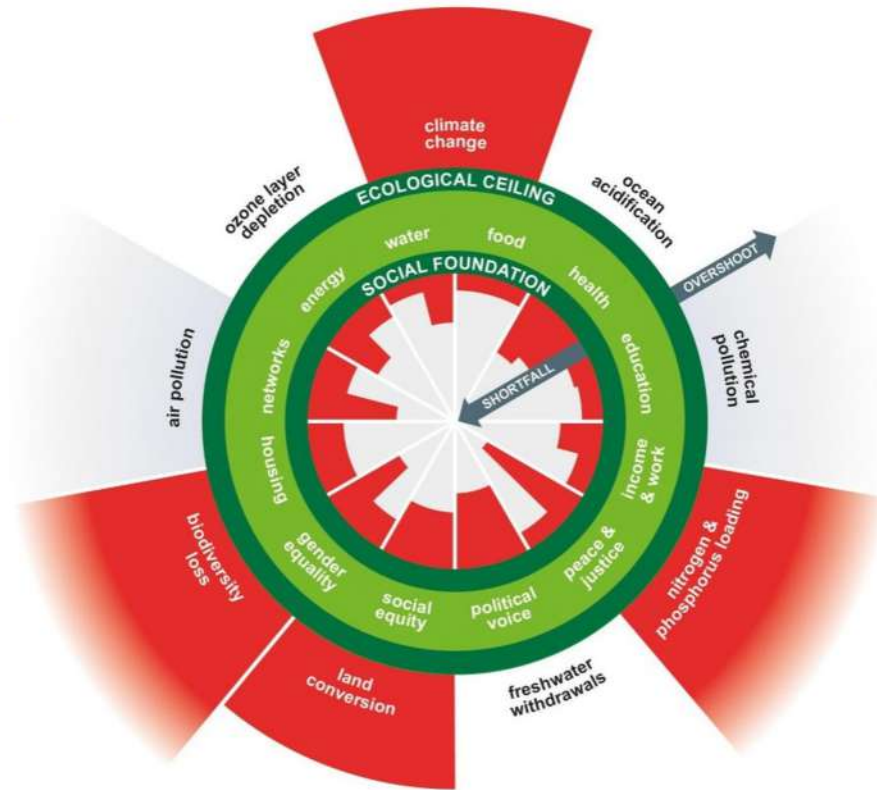 climate
change
ECOLOGICAL CEILING
ozone layer
depletion
ocean
acidification
water
food
SOCIAL FOUNDATION
energy
health
OVERSHOOT
SHORTFALL
networks
education
air pollution
chemical
pollution
housing
income
& work
biodiversity
loss
gender
equality
peace &
justice
nitrogen &
phosphorus loading
social
equity
political
voice
land
conversion
freshwater
withdrawals